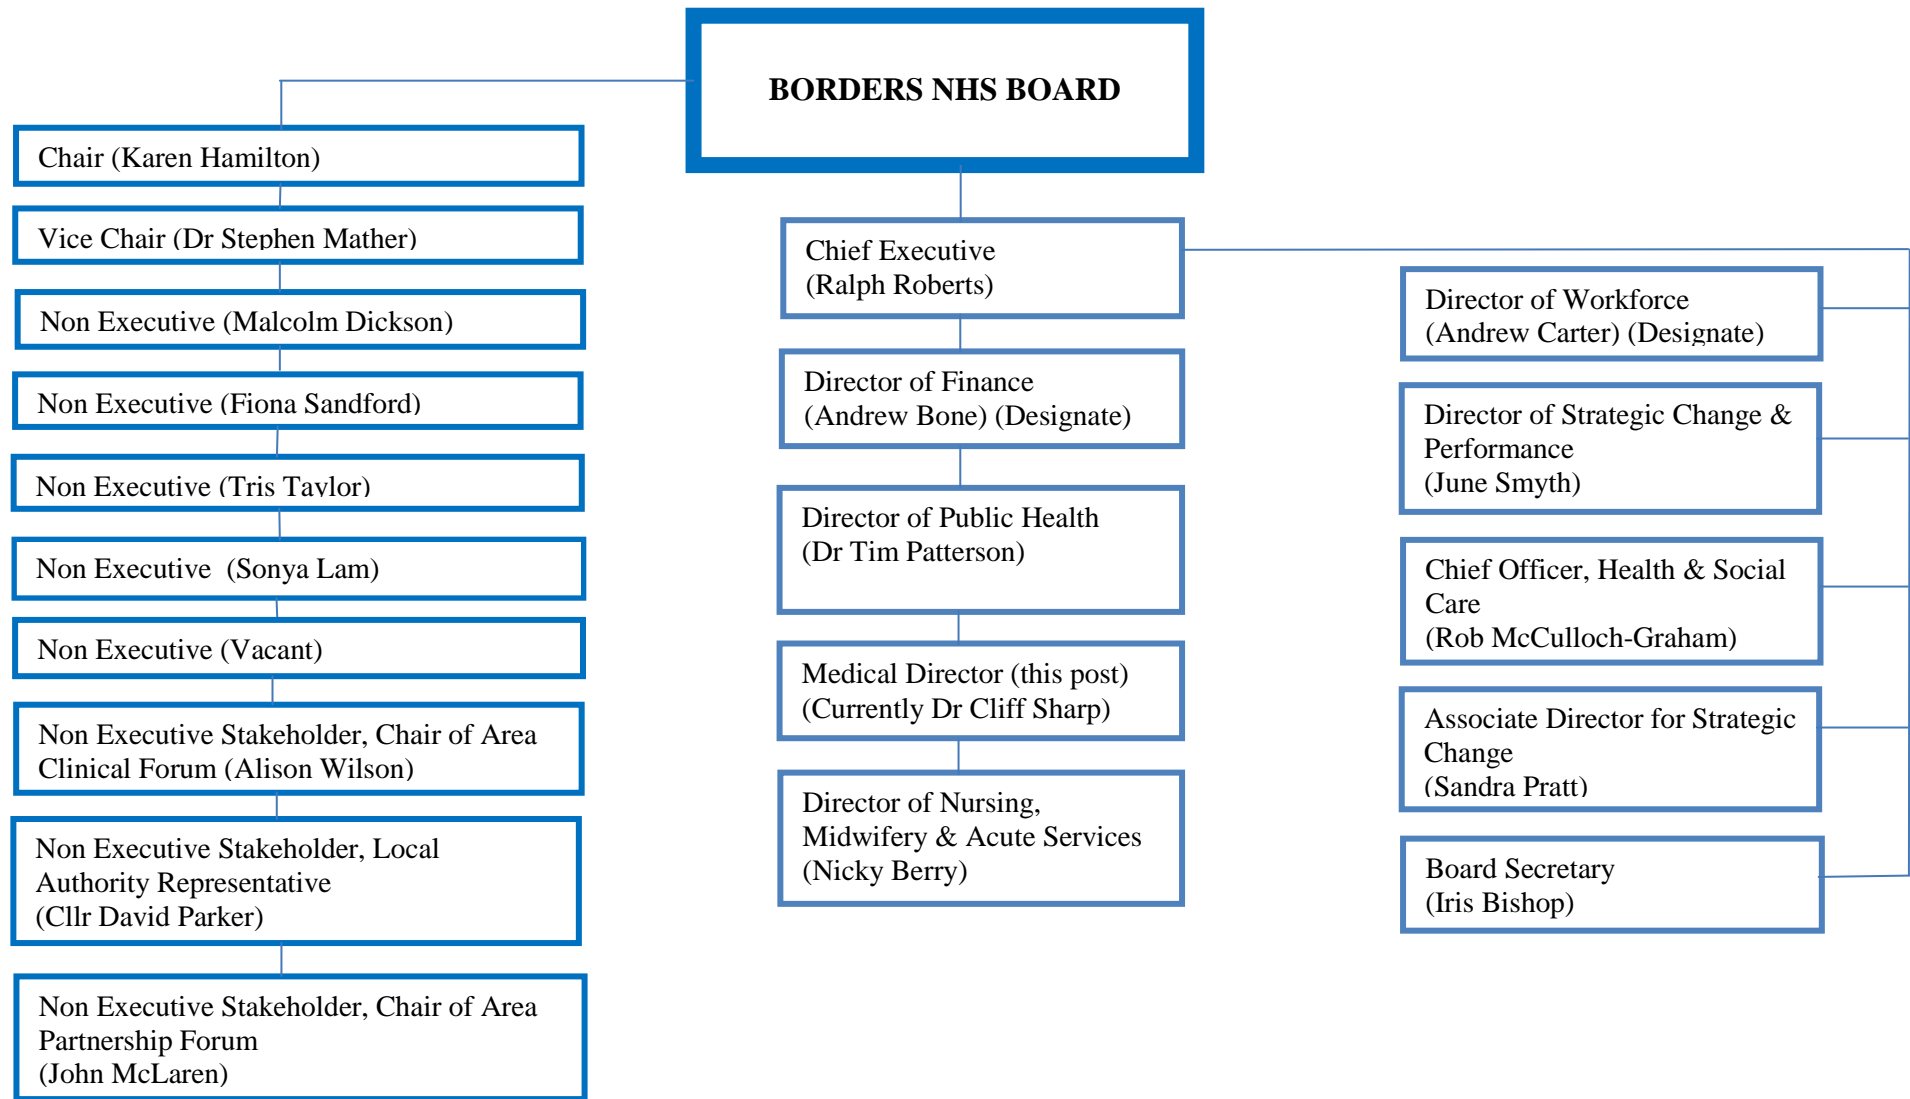 BORDERS NHS BOARD
Chair (Karen Hamilton)
Vice Chair (Dr Stephen Mather)
Non Executive (Malcolm Dickson)
Non Executive (Fiona Sandford)
Non Executive (Tris Taylor)
Non Executive  (Sonya Lam)
Non Executive (Vacant)
Non Executive Stakeholder, Chair of Area
Clinical Forum (Alison Wilson)
Non Executive Stakeholder, Local
Authority Representative
(Cllr David Parker)
Non Executive Stakeholder, Chair of Area
Partnership Forum
(John McLaren)
Chief Executive
(Ralph Roberts)
Director of Finance
(Andrew Bone) (Designate)
Director of Public Health
(Dr Tim Patterson)
Medical Director (this post)
(Currently Dr Cliff Sharp)
Director of Nursing,
Midwifery & Acute Services
(Nicky Berry)
Director of Workforce
(Andrew Carter) (Designate)
Director of Strategic Change &
Performance
(June Smyth)
Chief Officer, Health & Social
Care
(Rob McCulloch-Graham)
Associate Director for Strategic
Change
(Sandra Pratt)
Board Secretary
(Iris Bishop)